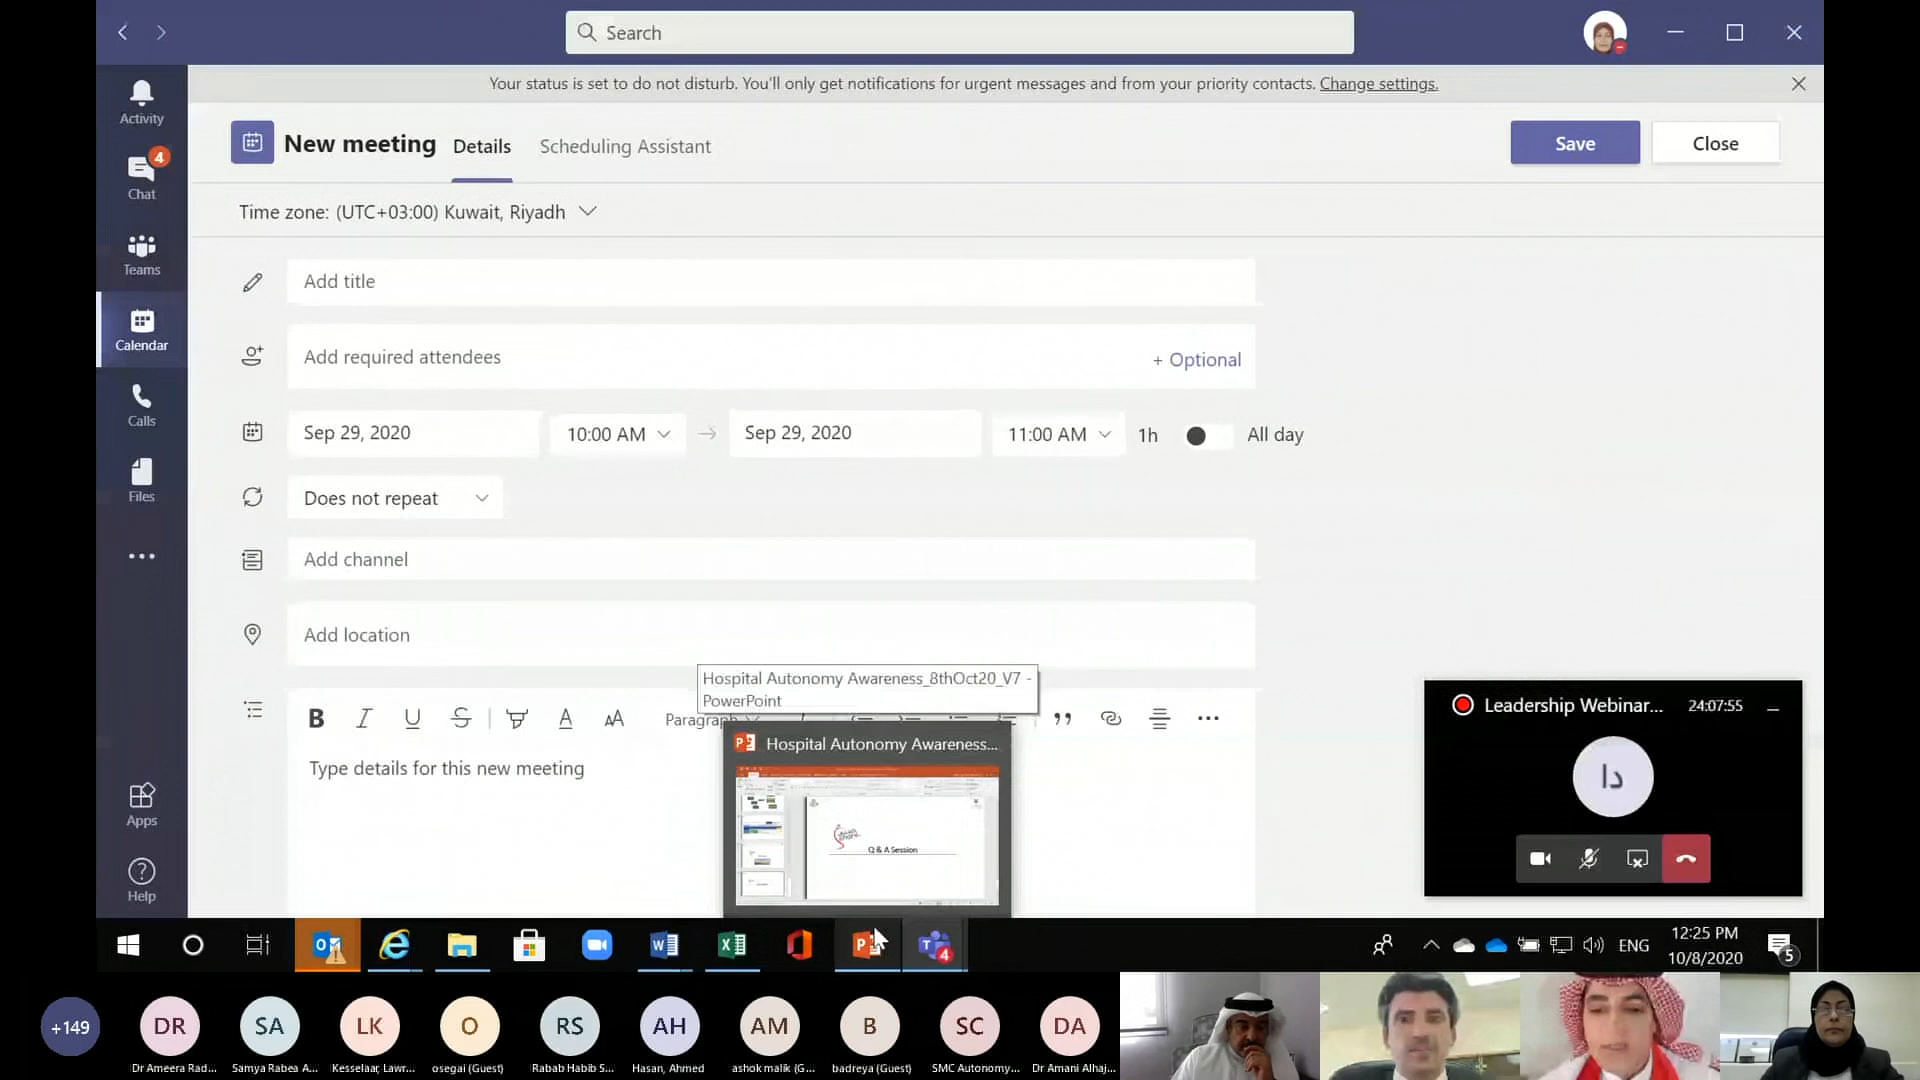 Search
Your status is set to do not disturb. You'll only get notifications for urgent messages and from your priority contacts. Change settings.
Activity
4
Chat
Teams
Calendar
Calls
Files
Apps
Help
New meeting
Details
Scheduling Assistant
Save
Close
Time zone: (UTC+03:00) Kuwait, Riyadh
Add title
Add required attendees
+ Optional
Sep 29, 2020
10:00 AM
Sep 29, 2020
11:00 AM
1h
All day
Does not repeat
Add channel
Add location
Hospital Autonomy Awareness_8thOct20_V7 -
PowerPoint
B I U S A AA Paragraph
Type details for this new meeting
Hospital Autonomy Awareness...
Q & A Session
Leadership Webinar...
24:07:55
دا
4
ENG
12:25 PM
10/8/2020
5
+149
DR
SA
LK
O
RS
AH
AM
B
SC
DA
Dr Ameera Rad...
Samya Rabea A...
Kesselaar, Lawr...
osegai (Guest)
Rabab Habib S...
Hasan, Ahmed
ashok malik (G...
badreya (Guest)
SMC Autonomy...
Dr Amani Alhaj...